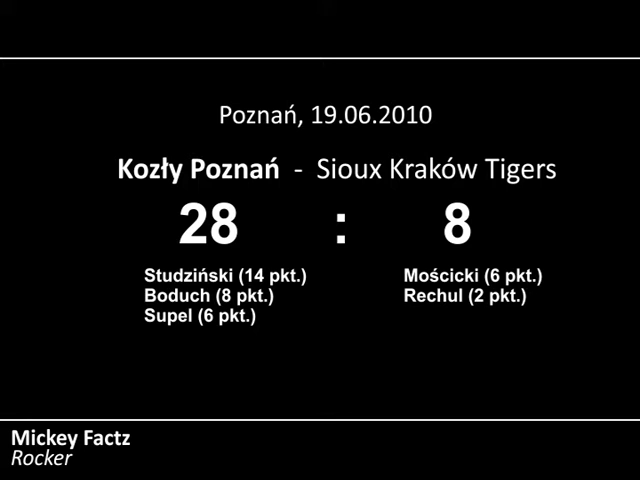 Poznań, 19.06.2010
Kozły Poznań - Sioux Kraków Tigers
28 : 8
Studziński (14 pkt.) Mościcki (6 pkt.)
Boduch (8 pkt.) Rechul (2 pkt.)
Supel (6 pkt.)
Mickey Factz
Rocker